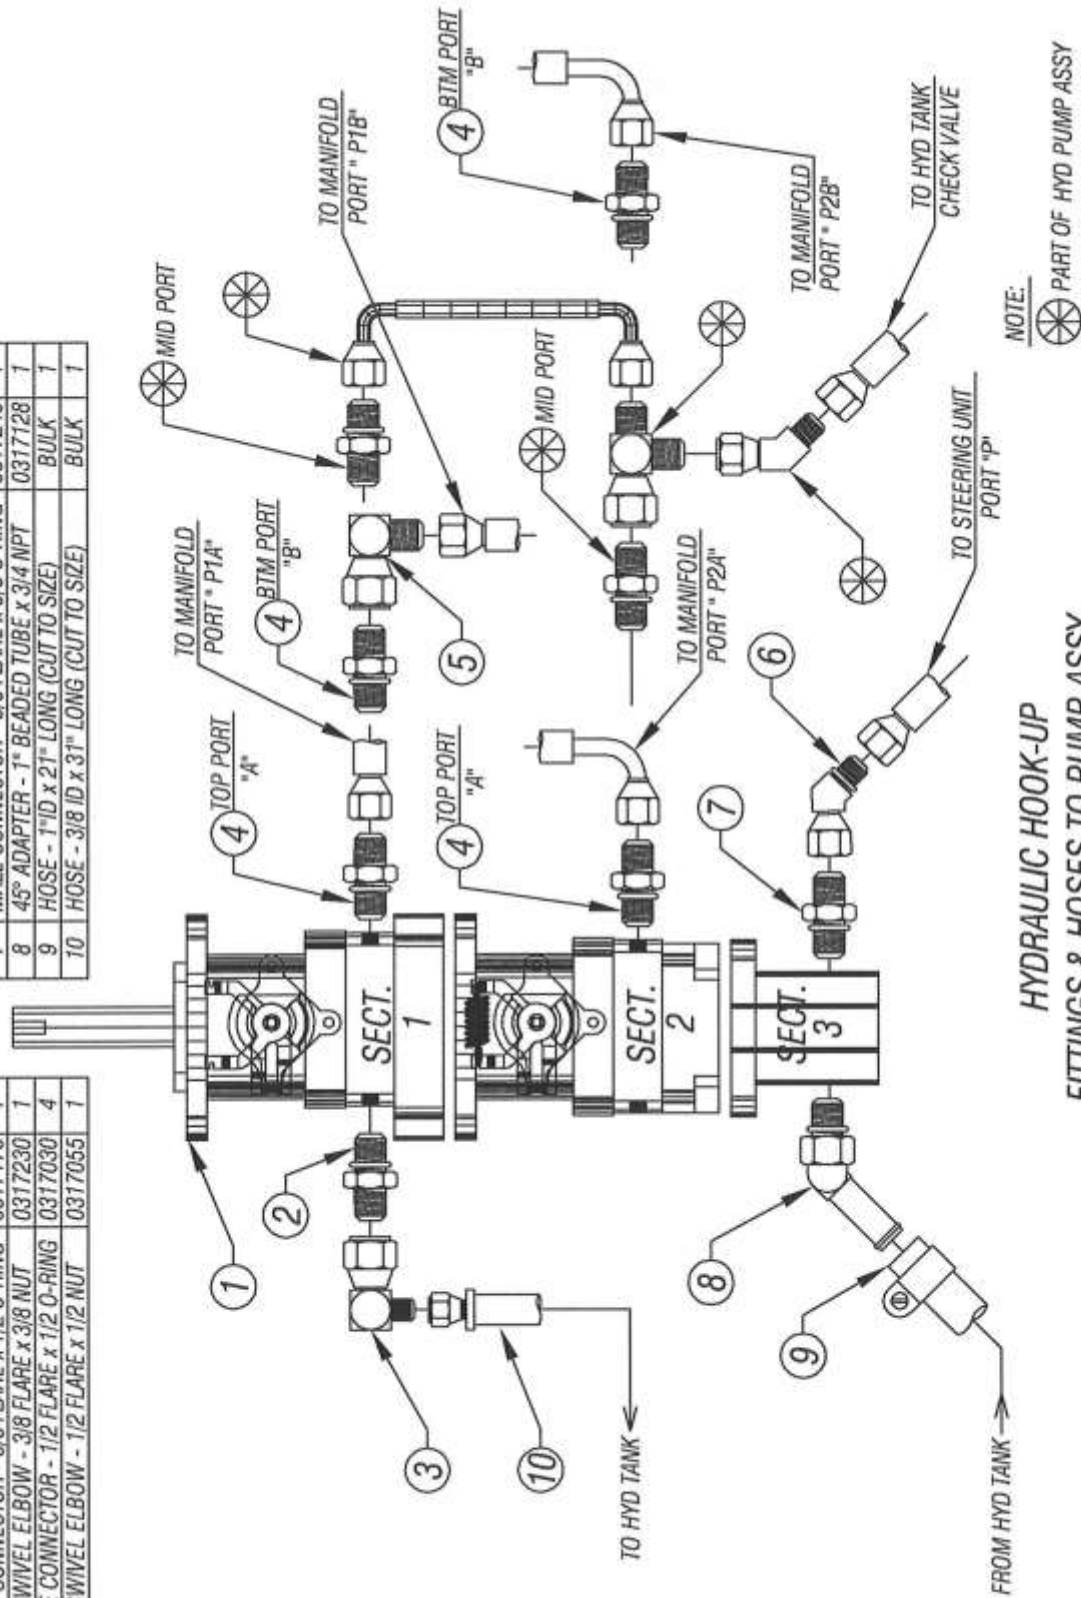 WIVEL ELBOW - 3/8 FLARE x 3/8 NUT 0317230 1
CONNECTOR - 1/2 FLARE x 1/2 O-RING 0317030 4
WIVEL ELBOW - 1/2 FLARE x 1/2 NUT 0317055 1
8 45° ADAPTER - 1" BEADED TUBE x 3/4 NPT 0317128 1
9 HOSE - 1"ID x 21" LONG (CUT TO SIZE) BULK 1
10 HOSE - 3/8 ID x 31" LONG (CUT TO SIZE) BULK 1
1
2
3
10
TO HYD TANK
SECT.
1
TOP PORT
"A"
4
TO MANIFOLD
PORT " P1A"
BTM PORT
"B"
4
5
MID PORT
TO MANIFOLD
PORT " P1B"
SECT.
2
TOP PORT
"A"
4
TO MANIFOLD
PORT " P2A"
MID PORT
BTM PORT
"B"
4
TO MANIFOLD
PORT " P2B"
TO HYD TANK
CHECK VALVE
SECT.
3
7
6
TO STEERING UNIT
PORT "P"
8
9
FROM HYD TANK
NOTE:
PART OF HYD PUMP ASSY
HYDRAULIC HOOK-UP
FITTINGS & HOSES TO PUMP ASSY